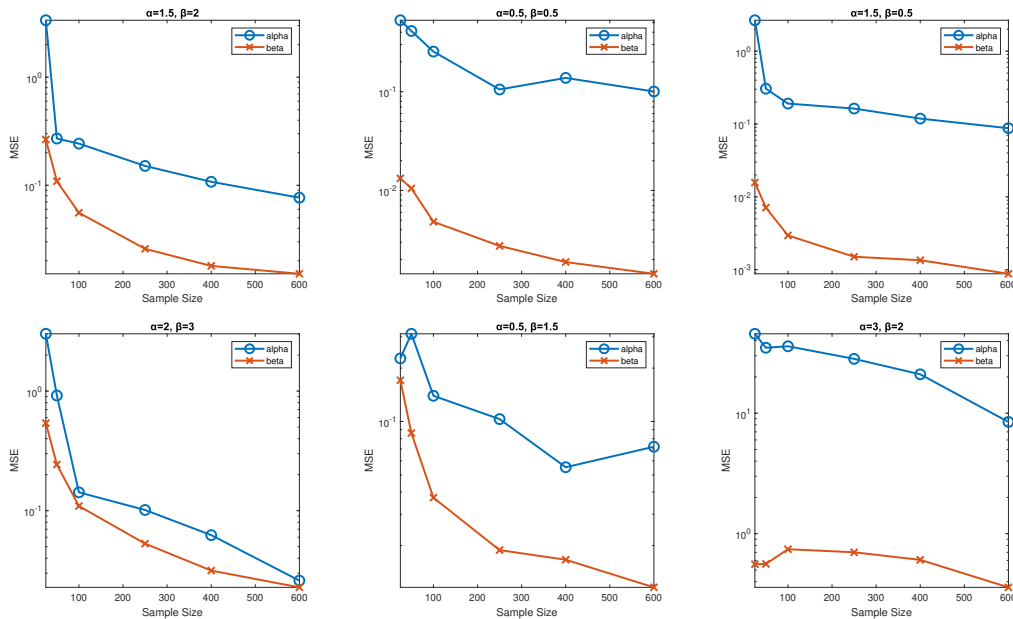 α=1.5, β=2
MSE
10^0
10^-1
alpha
beta
100 200 300 400 500 600
Sample Size
α=0.5, β=0.5
MSE
10^-1
10^-2
alpha
beta
100 200 300 400 500 600
Sample Size
α=1.5, β=0.5
MSE
10^0
10^-1
10^-2
10^-3
alpha
beta
100 200 300 400 500 600
Sample Size
α=2, β=3
MSE
10^0
10^-1
alpha
beta
100 200 300 400 500 600
Sample Size
α=0.5, β=1.5
MSE
10^-1
alpha
beta
100 200 300 400 500 600
Sample Size
α=3, β=2
MSE
10^1
10^0
alpha
beta
100 200 300 400 500 600
Sample Size